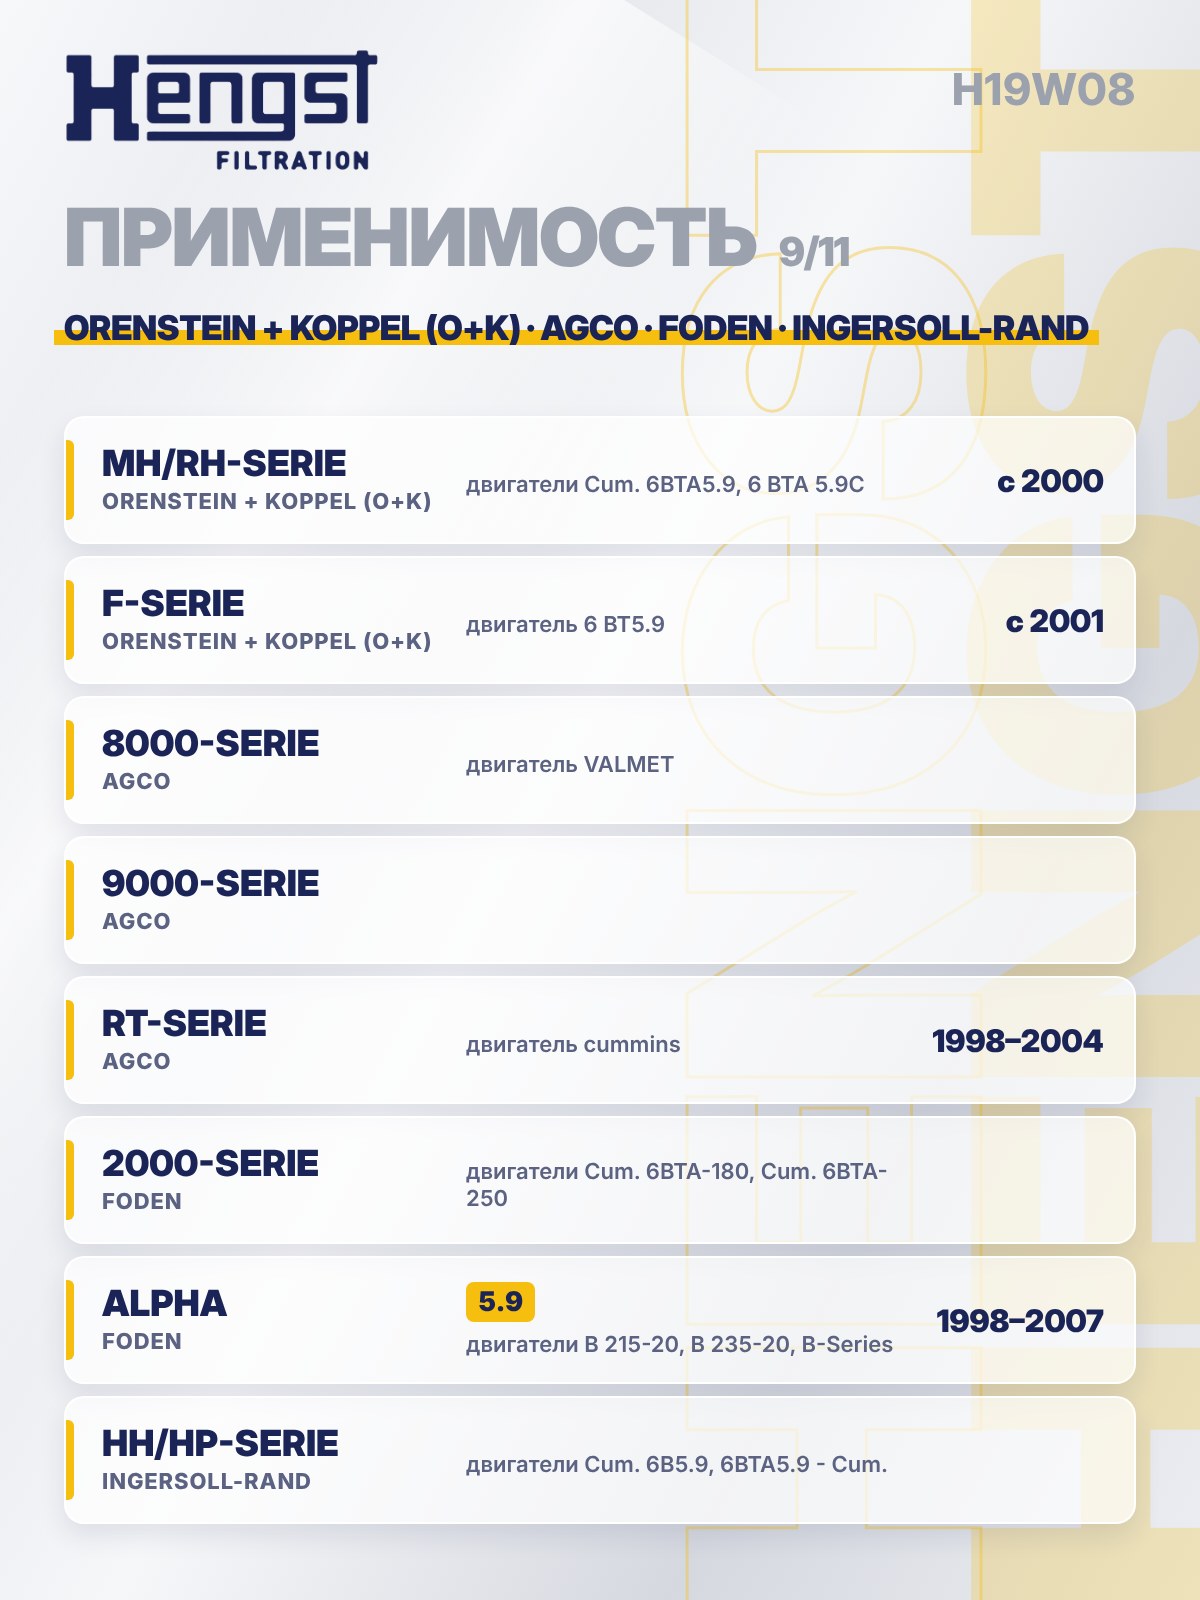 Hengst
FILTRATION
H19W08
ПРИМЕНИМОСТЬ 9/11
ORENSTEIN + KOPPEL (O+K) · AGCO · FODEN · INGERSOLL-RAND
MH/RH-SERIE
ORENSTEIN + KOPPEL (O+K)
двигатели Cum. 6BTA5.9, 6 BTA 5.9C
с 2000
F-SERIE
ORENSTEIN + KOPPEL (O+K)
двигатель 6 BT5.9
с 2001
8000-SERIE
AGCO
двигатель VALMET
9000-SERIE
AGCO
RT-SERIE
AGCO
двигатель cummins
1998–2004
2000-SERIE
FODEN
двигатели Cum. 6BTA-180, Cum. 6BTA-
250
ALPHA
FODEN
5.9
двигатели B 215-20, B 235-20, B-Series
1998–2007
HH/HP-SERIE
INGERSOLL-RAND
двигатели Cum. 6B5.9, 6BTA5.9 - Cum.
HENGST
HENGST